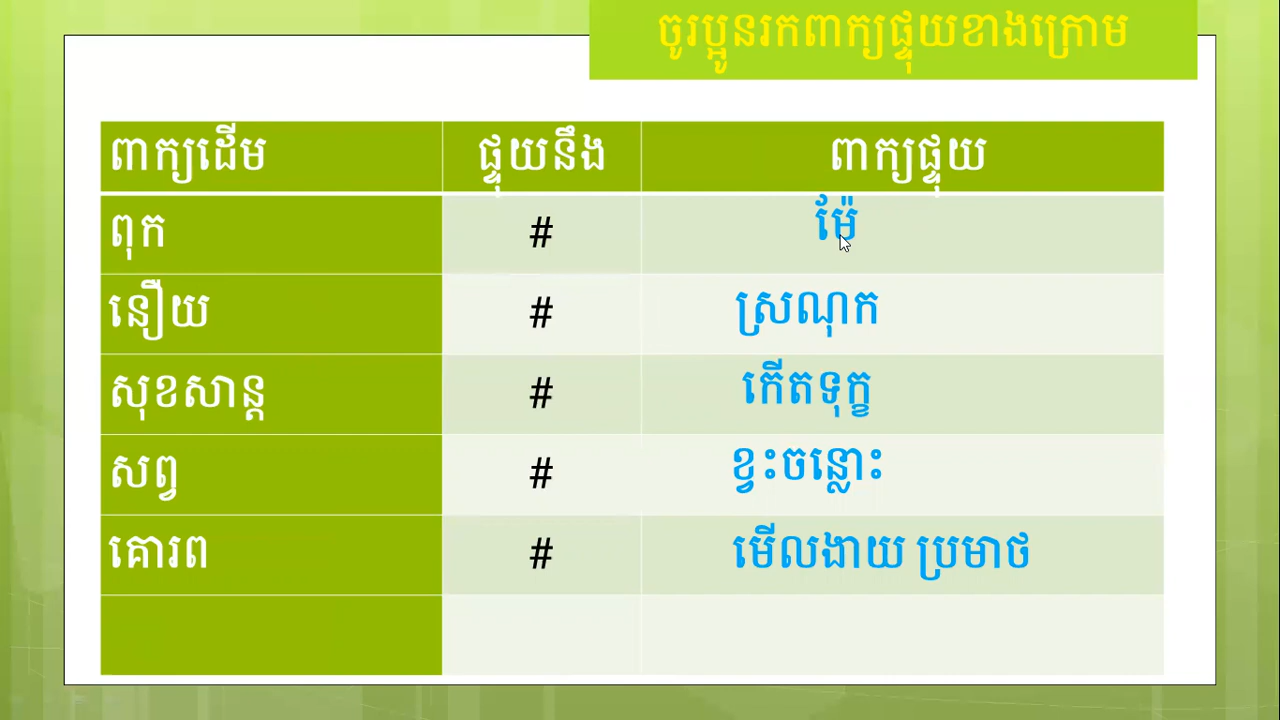 ចូរប្អូនរកពាក្យផ្ទុយខាងក្រោម
ពាក្យដើម ផ្ទុយនឹង ពាក្យផ្ទុយ
ពុក # ម៉ែ
នឿយ # ស្រណុក
សុខសាន្ត # កើតទុក្ខ
សព្វ # ខ្វះចន្លោះ
គោរព # មើលងាយ ប្រមាថ